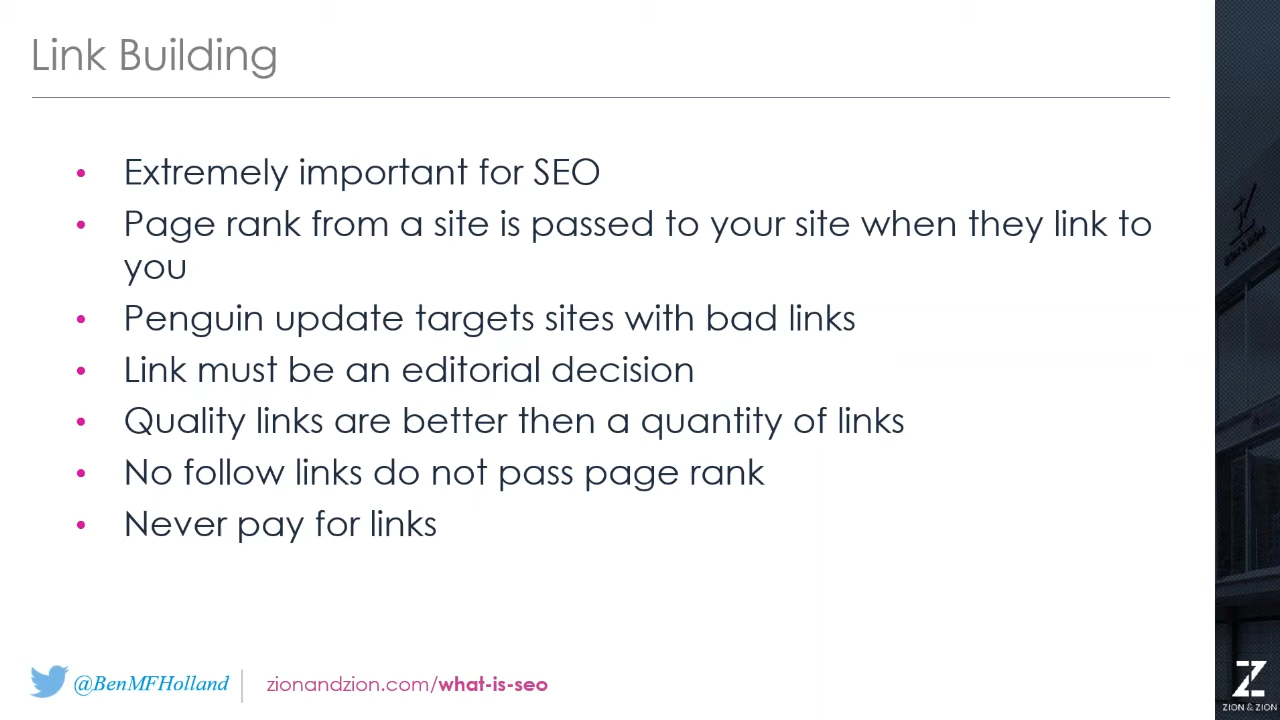 Link Building
• Extremely important for SEO
• Page rank from a site is passed to your site when they link to
you
• Penguin update targets sites with bad links
• Link must be an editorial decision
• Quality links are better then a quantity of links
• No follow links do not pass page rank
• Never pay for links
@BenMFHolland
zionandzion.com/what-is-seo
ZION & ZION